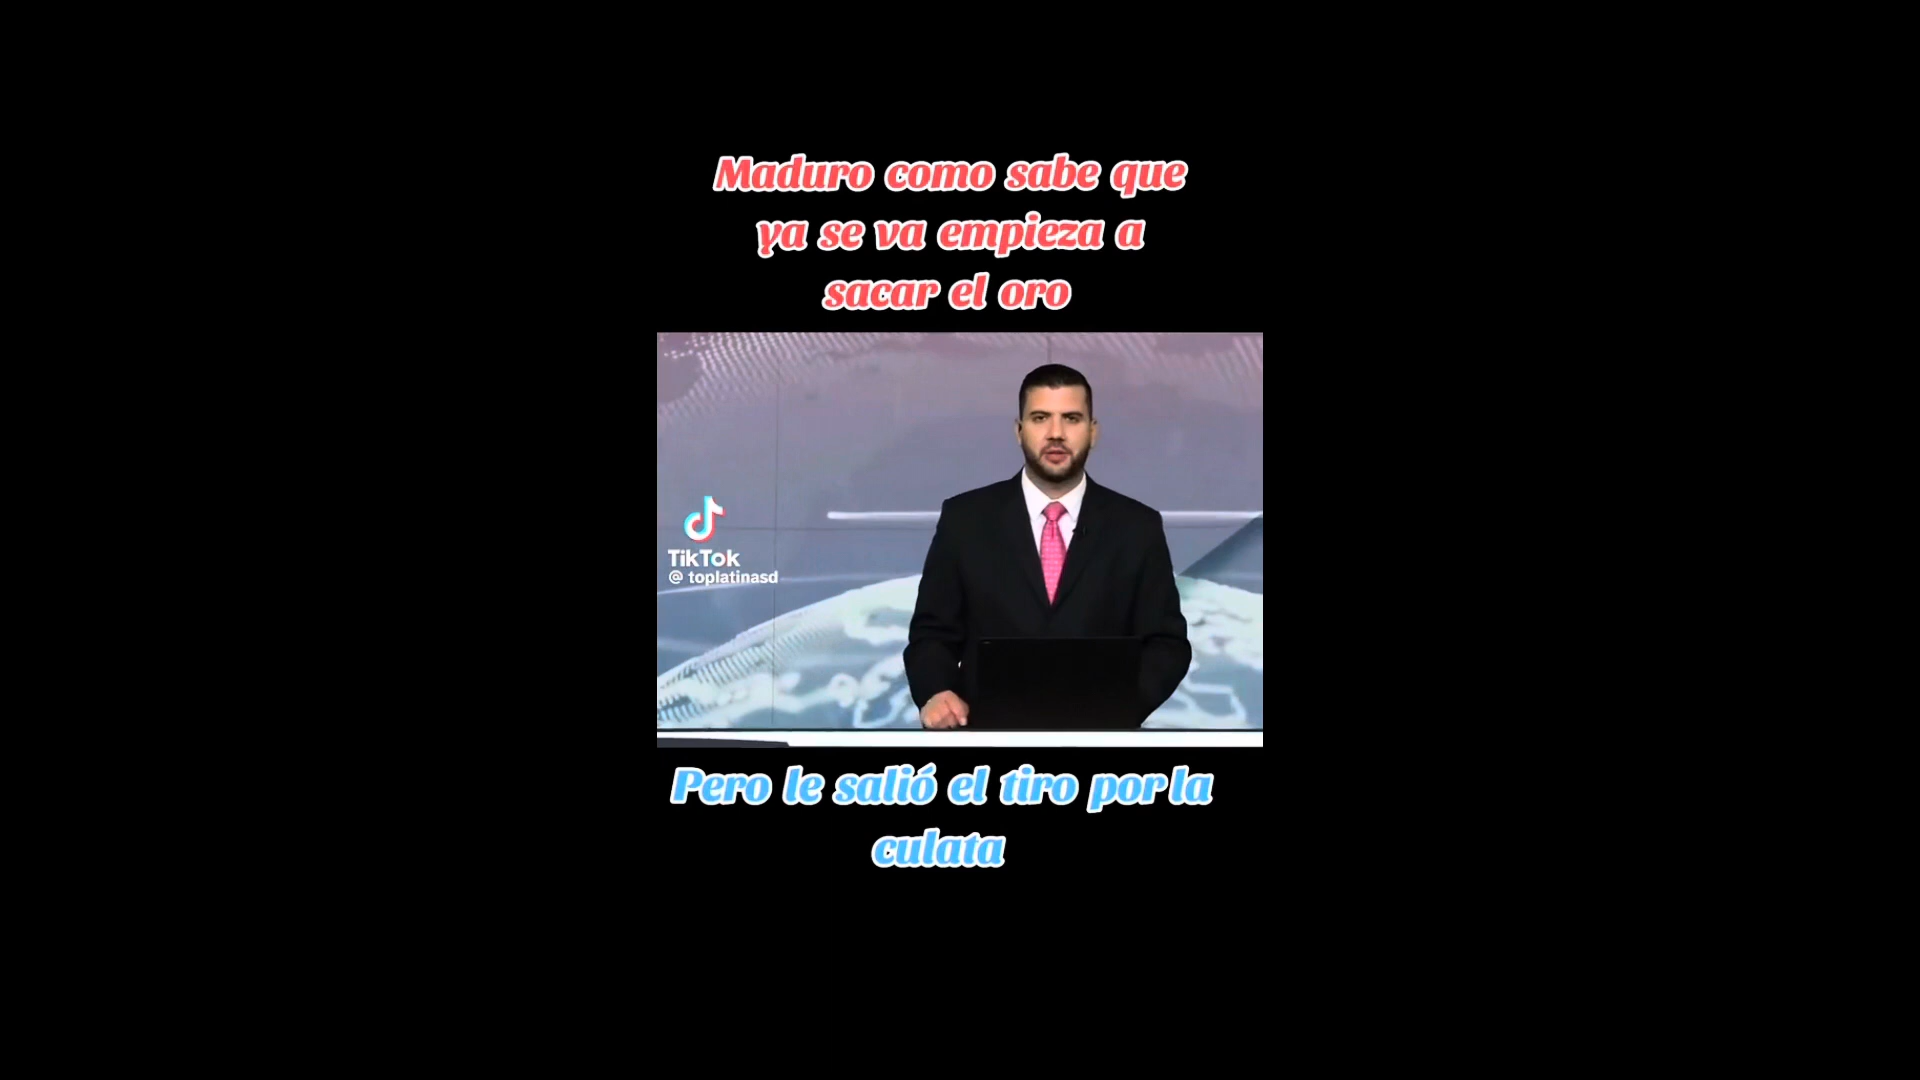 Maduro como sabe que
ya se va empieza a
sacar el oro
TikTok
@ toplatinasd
Pero le salió el tiro por la
culata